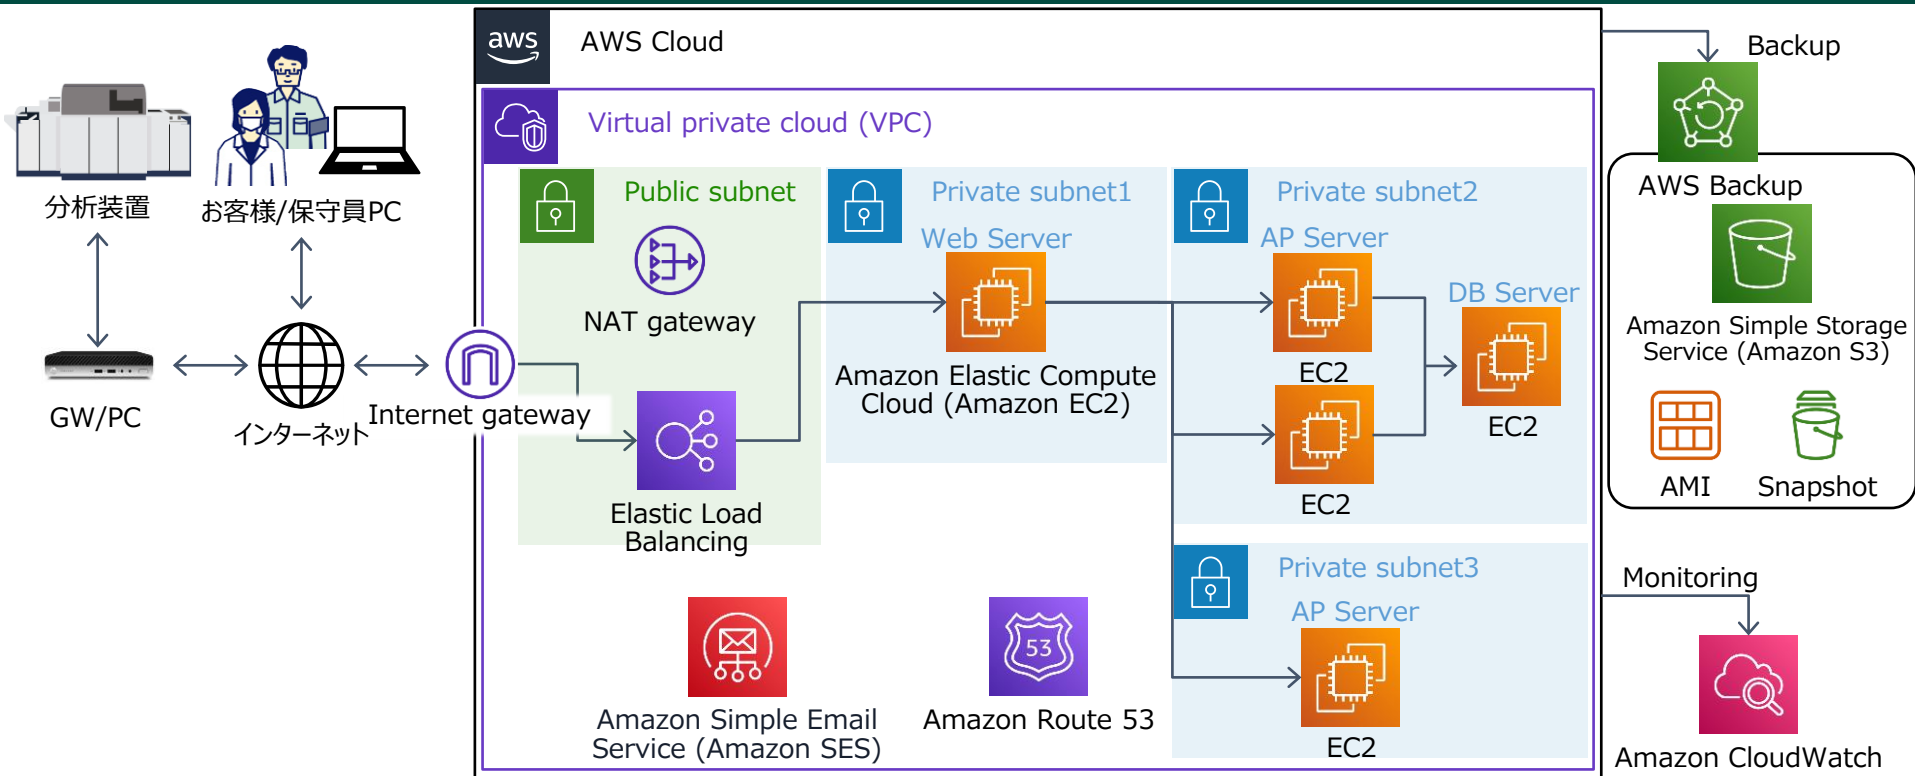 aws
AWS Cloud
Backup
Virtual private cloud (VPC)
分析装置
お客様/保守員PC
Public subnet
Private subnet1
Private subnet2
AWS Backup
Web Server
AP Server
NAT gateway
DB Server
Amazon Simple Storage
Service (Amazon S3)
Amazon Elastic Compute
Cloud (Amazon EC2)
EC2
GW/PC
インターネット
Internet gateway
EC2
AMI
Snapshot
EC2
Elastic Load
Balancing
Private subnet3
Monitoring
AP Server
53
Amazon Simple Email
Service (Amazon SES)
Amazon Route 53
EC2
Amazon CloudWatch